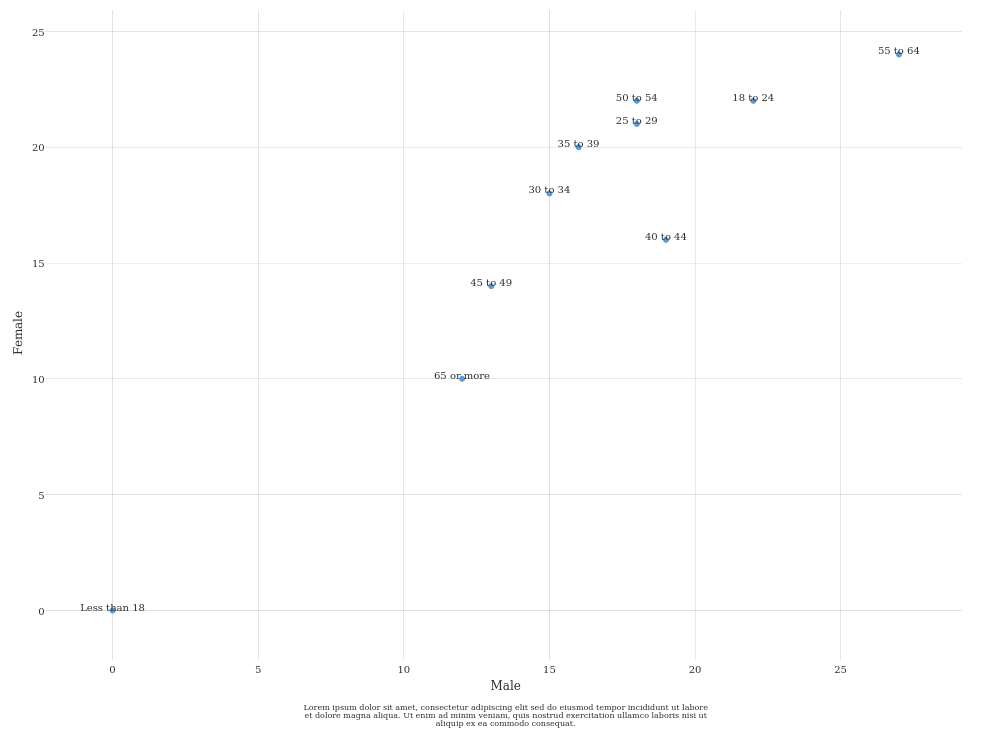 25
55 to 64
50 to 54
18 to 24
25 to 29
20
35 to 39
30 to 34
40 to 44
15
45 to 49
Female
10
65 or more
5
0
Less than 18
0
5
10
15
20
25
Male
Lorem ipsum dolor sit amet, consectetur adipiscing elit sed do eiusmod tempor incididunt ut labore
et dolore magna aliqua. Ut enim ad minim veniam, quis nostrud exercitation ullamco laboris nisi ut
aliquip ex ea commodo consequat.